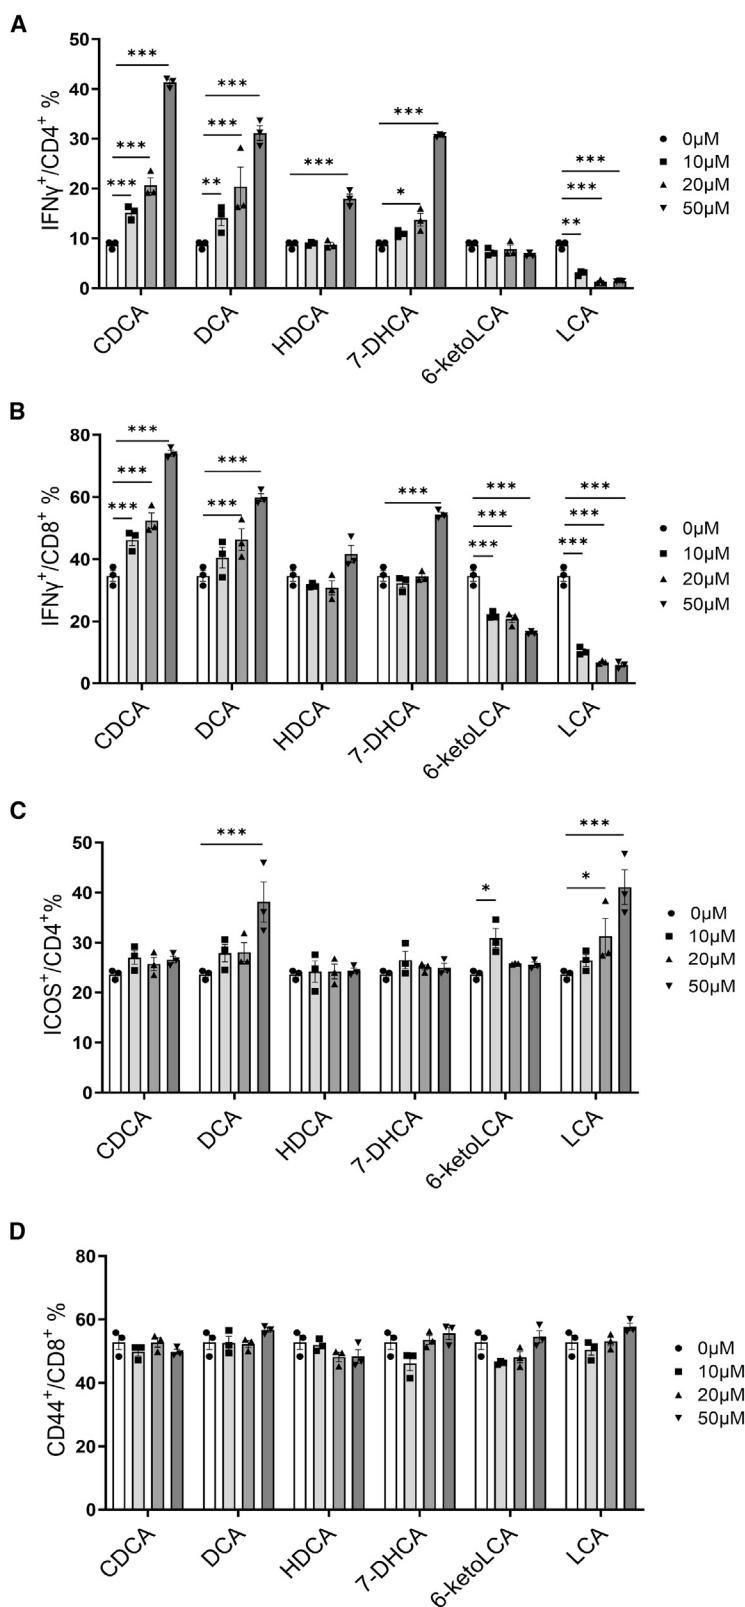 A
IFNγ⁺/CD4⁺ %
50
40
30
20
10
0
*** *** ***
** *** ***
***
* ***
** *** ***
CDCA DCA HDCA 7-DHCA 6-ketoLCA LCA
0µM
10µM
20µM
50µM
B
IFNγ⁺/CD8⁺ %
80
60
40
20
0
*** *** ***
*** ***
***
*** *** ***
*** *** ***
CDCA DCA HDCA 7-DHCA 6-ketoLCA LCA
0µM
10µM
20µM
50µM
C
ICOS⁺/CD4⁺%
50
40
30
20
10
0
***
*
* ***
CDCA DCA HDCA 7-DHCA 6-ketoLCA LCA
0µM
10µM
20µM
50µM
D
CD44⁺/CD8⁺ %
80
60
40
20
0
CDCA DCA HDCA 7-DHCA 6-ketoLCA LCA
0µM
10µM
20µM
50µM